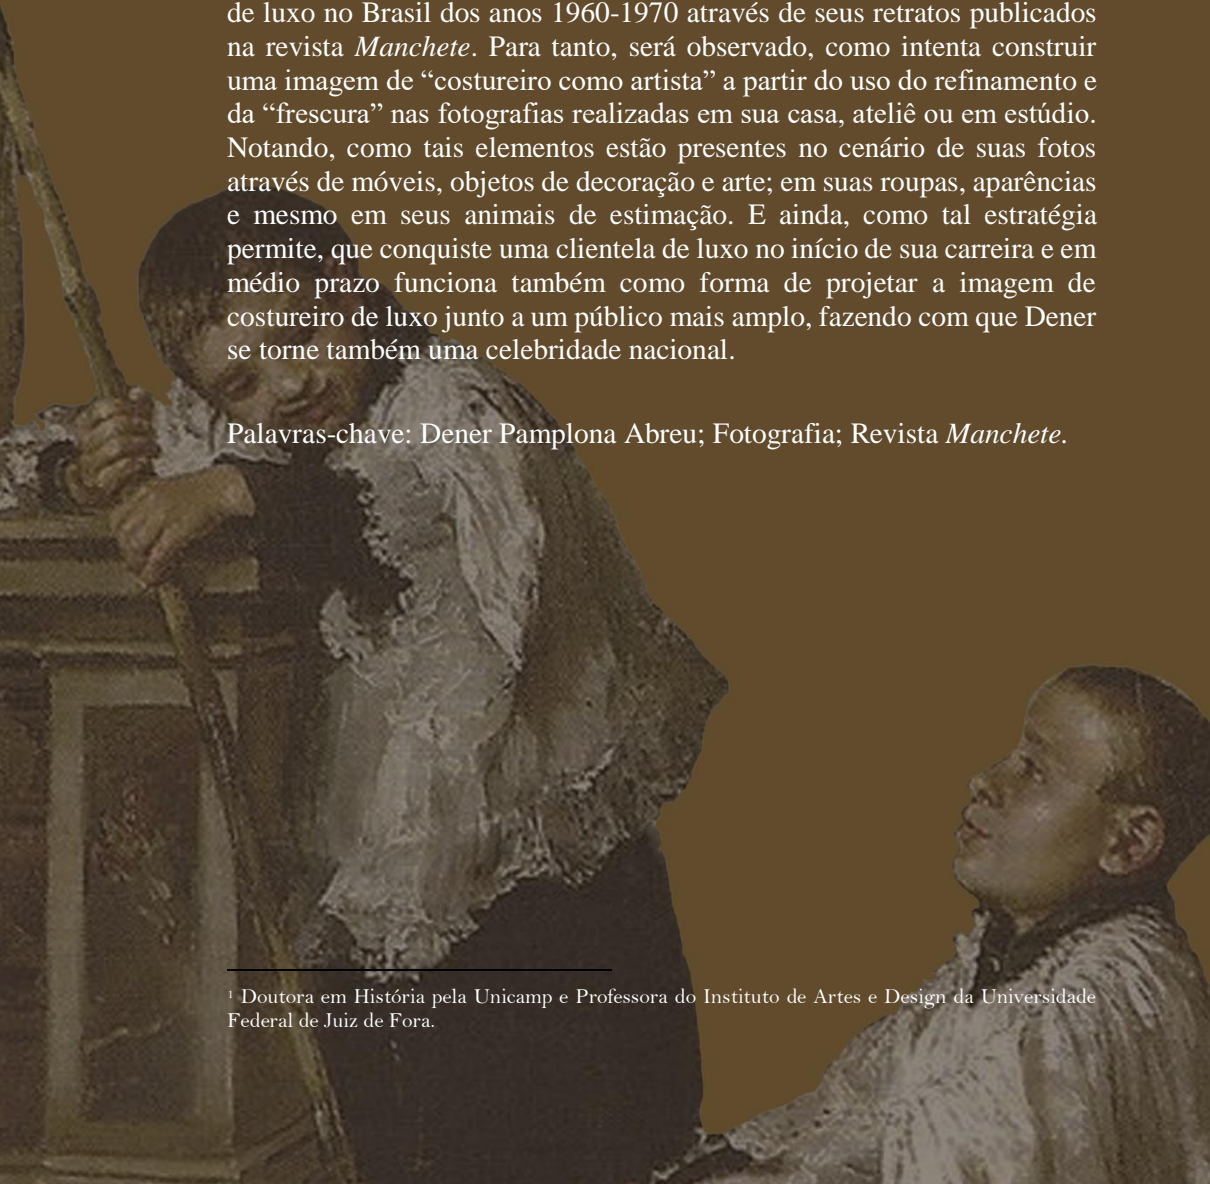 de luxo no Brasil dos anos 1960-1970 através de seus retratos publicados
na revista Manchete. Para tanto, será observado, como intenta construir
uma imagem de “costureiro como artista” a partir do uso do refinamento e
da “frescura” nas fotografias realizadas em sua casa, ateliê ou em estúdio.
Notando, como tais elementos estão presentes no cenário de suas fotos
através de móveis, objetos de decoração e arte; em suas roupas, aparências
e mesmo em seus animais de estimação. E ainda, como tal estratégia
permite, que conquiste uma clientela de luxo no início de sua carreira e em
médio prazo funciona também como forma de projetar a imagem de
costureiro de luxo junto a um público mais amplo, fazendo com que Dener
se torne também uma celebridade nacional.
Palavras-chave: Dener Pamplona Abreu; Fotografia; Revista Manchete.
¹ Doutora em História pela Unicamp e Professora do Instituto de Artes e Design da Universidade
Federal de Juiz de Fora.